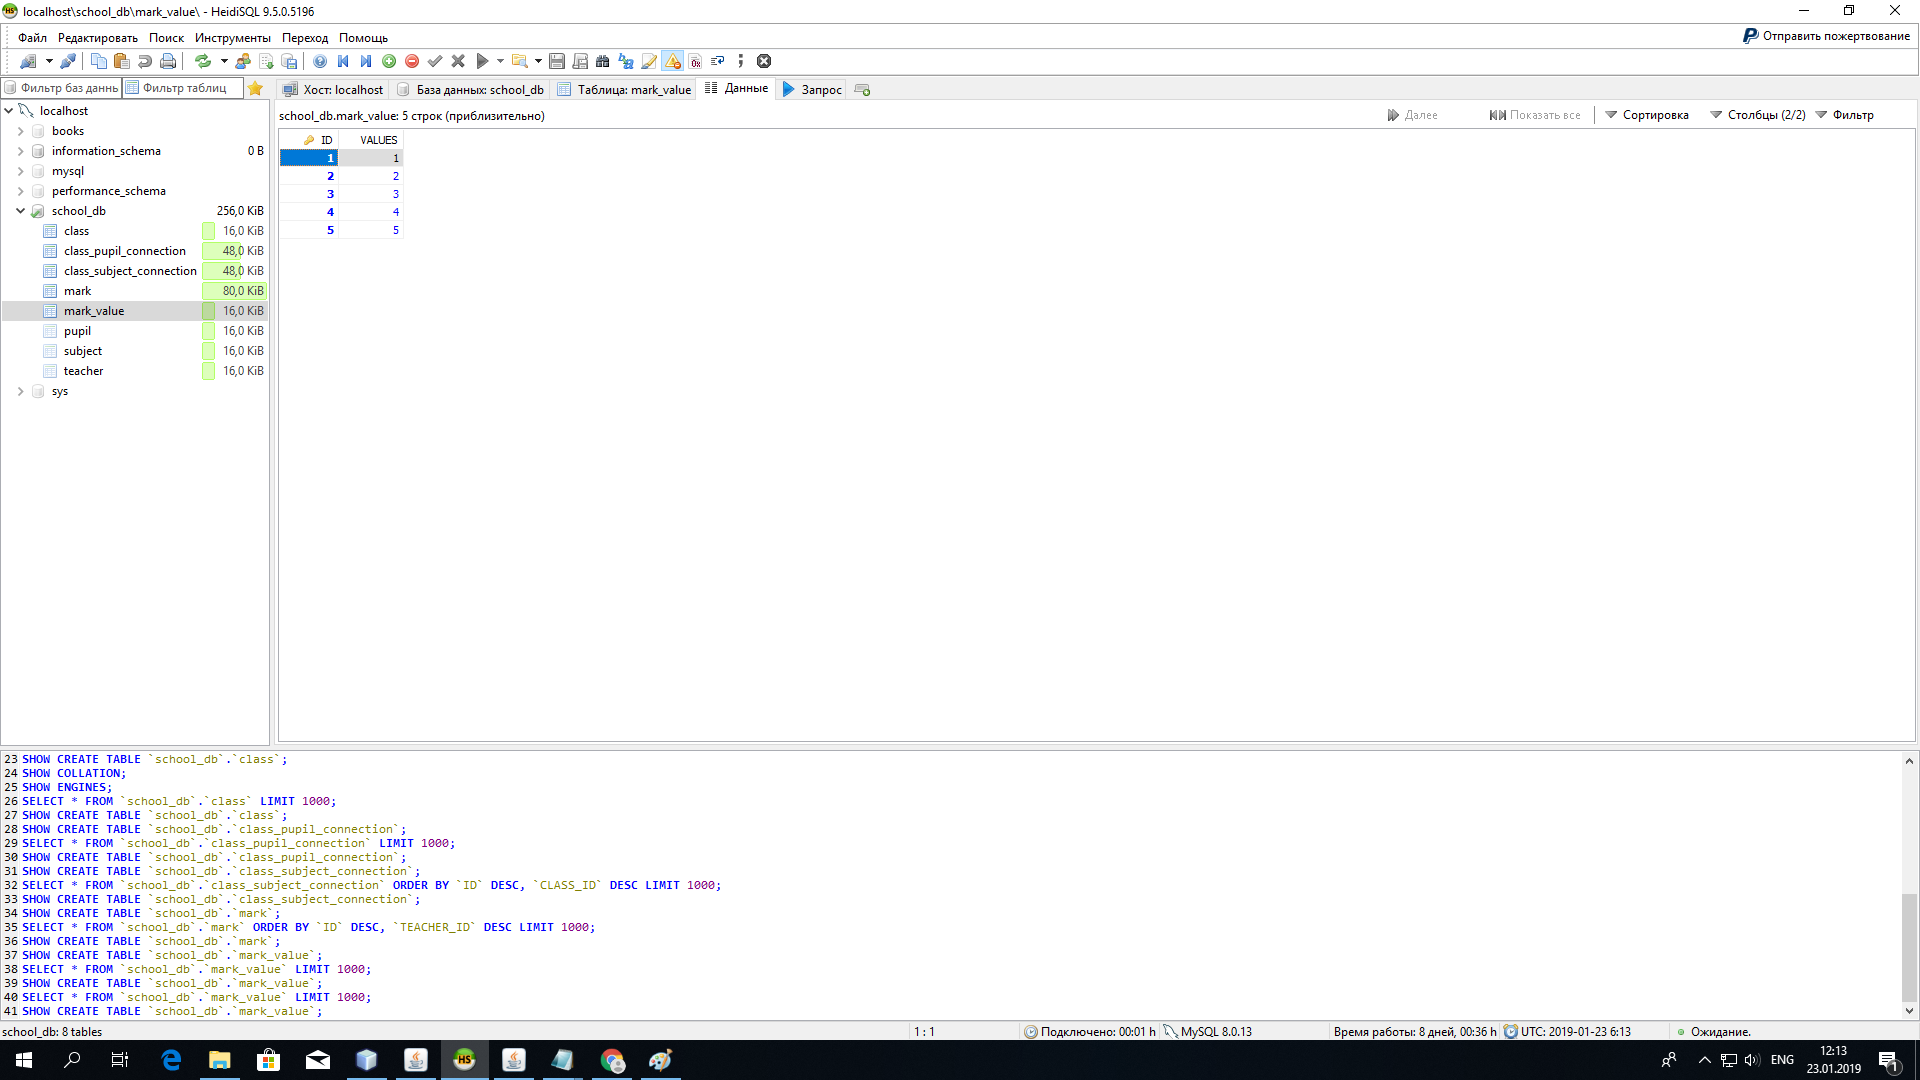 localhost\school_db\mark_value\ - HeidiSQL 9.5.0.5196
Файл Редактировать Поиск Инструменты Переход Помощь
Отправить пожертвование
Фильтр баз данн Фильтр таблиц
Хост: localhost База данных: school_db Таблица: mark_value Данные Запрос
school_db.mark_value: 5 строк (приблизительно)
Далее Показать все Сортировка Столбцы (2/2) Фильтр
localhost
books
information_schema 0 B
mysql
performance_schema
school_db 256,0 KiB
class 16,0 KiB
class_pupil_connection 48,0 KiB
class_subject_connection 48,0 KiB
mark 80,0 KiB
mark_value 16,0 KiB
pupil 16,0 KiB
subject 16,0 KiB
teacher 16,0 KiB
sys
ID VALUES
1 1
2 2
3 3
4 4
5 5
23 SHOW CREATE TABLE `school_db`.`class`;
24 SHOW COLLATION;
25 SHOW ENGINES;
26 SELECT * FROM `school_db`.`class` LIMIT 1000;
27 SHOW CREATE TABLE `school_db`.`class`;
28 SHOW CREATE TABLE `school_db`.`class_pupil_connection`;
29 SELECT * FROM `school_db`.`class_pupil_connection` LIMIT 1000;
30 SHOW CREATE TABLE `school_db`.`class_pupil_connection`;
31 SHOW CREATE TABLE `school_db`.`class_subject_connection`;
32 SELECT * FROM `school_db`.`class_subject_connection` ORDER BY `ID` DESC, `CLASS_ID` DESC LIMIT 1000;
33 SHOW CREATE TABLE `school_db`.`class_subject_connection`;
34 SHOW CREATE TABLE `school_db`.`mark`;
35 SELECT * FROM `school_db`.`mark` ORDER BY `ID` DESC, `TEACHER_ID` DESC LIMIT 1000;
36 SHOW CREATE TABLE `school_db`.`mark`;
37 SHOW CREATE TABLE `school_db`.`mark_value`;
38 SELECT * FROM `school_db`.`mark_value` LIMIT 1000;
39 SHOW CREATE TABLE `school_db`.`mark_value`;
40 SELECT * FROM `school_db`.`mark_value` LIMIT 1000;
41 SHOW CREATE TABLE `school_db`.`mark_value`;
school_db: 8 tables 1 : 1 Подключено: 00:01 h MySQL 8.0.13 Время работы: 8 дней, 00:36 h UTC: 2019-01-23 6:13 Ожидание.
HS
ENG
12:13
23.01.2019
1